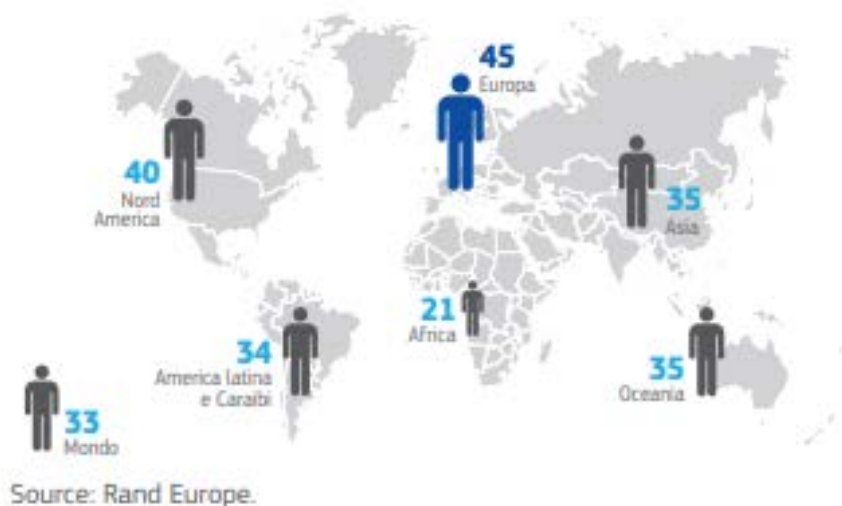 45
Europa
40
Nord
America
35
Asia
21
Africa
34
America latina
e Caraibi
35
Oceania
33
Mondo
Source: Rand Europe.